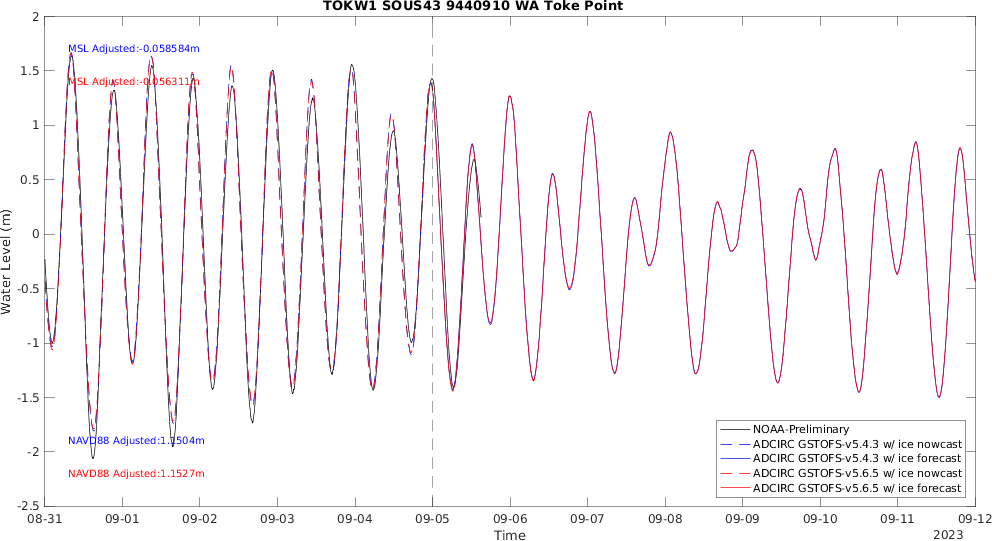 TOKW1 SOUS43 9440910 WA Toke Point
MSL Adjusted:-0.058584m
MSL Adjusted:-0.056311m
NAVD88 Adjusted:1.1504m
NAVD88 Adjusted:1.1527m
Water Level (m)
2
1.5
1
0.5
0
-0.5
-1
-1.5
-2
-2.5
08-31
09-01
09-02
09-03
09-04
09-05
09-06
09-07
09-08
09-09
09-10
09-11
09-12
Time
2023
NOAA-Preliminary
ADCIRC GSTOFS-v5.4.3 w/ ice nowcast
ADCIRC GSTOFS-v5.4.3 w/ ice forecast
ADCIRC GSTOFS-v5.6.5 w/ ice nowcast
ADCIRC GSTOFS-v5.6.5 w/ ice forecast